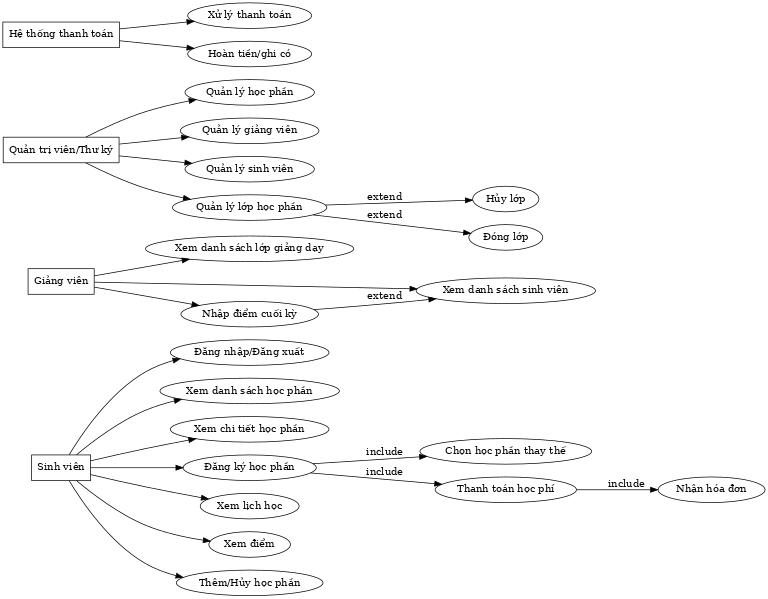 Hệ thống thanh toán
Xử lý thanh toán
Hoàn tiền/ghi có
Quản trị viên/Thư ký
Quản lý học phần
Quản lý giảng viên
Quản lý sinh viên
Quản lý lớp học phần
extend
Hủy lớp
extend
Đóng lớp
Giảng viên
Xem danh sách lớp giảng dạy
Nhập điểm cuối kỳ
extend
Xem danh sách sinh viên
Sinh viên
Đăng nhập/Đăng xuất
Xem danh sách học phần
Xem chi tiết học phần
Đăng ký học phần
include
Chọn học phần thay thế
include
Thanh toán học phí
include
Nhận hóa đơn
Xem lịch học
Xem điểm
Thêm/Hủy học phần